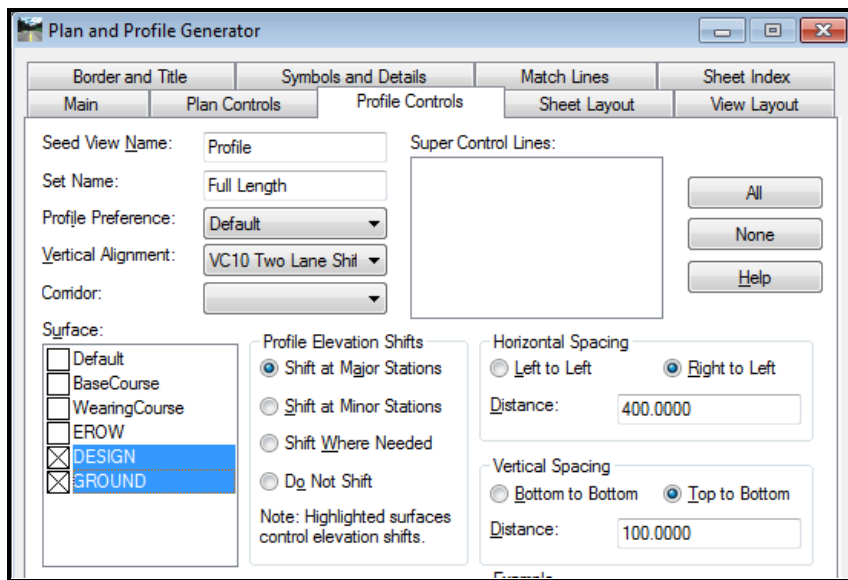 Plan and Profile Generator
Border and Title
Symbols and Details
Match Lines
Sheet Index
Main
Plan Controls
Profile Controls
Sheet Layout
View Layout
Seed View Name:
Profile
Super Control Lines:
Set Name:
Full Length
All
Profile Preference:
Default
None
Vertical Alignment:
VC10 Two Lane Shif
Help
Corridor:
Surface:
Default
BaseCourse
WearingCourse
EROW
DESIGN
GROUND
Profile Elevation Shifts
Shift at Major Stations
Shift at Minor Stations
Shift Where Needed
Do Not Shift
Note: Highlighted surfaces
control elevation shifts.
Horizontal Spacing
Left to Left
Right to Left
Distance:
400.0000
Vertical Spacing
Bottom to Bottom
Top to Bottom
Distance:
100.0000